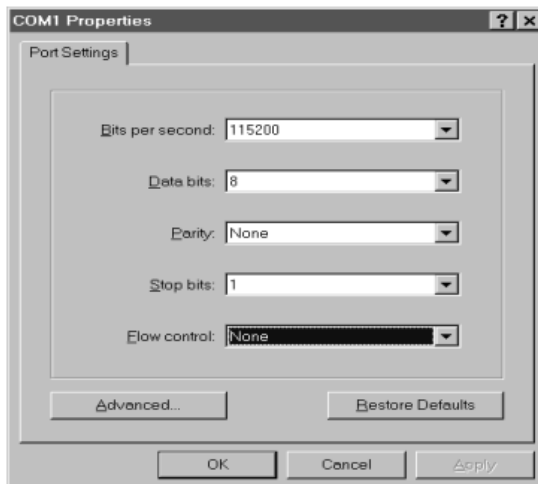 COM1 Properties
Port Settings
Bits per second: 115200
Data bits: 8
Parity: None
Stop bits: 1
Flow control: None
Advanced... Restore Defaults
OK Cancel Apply